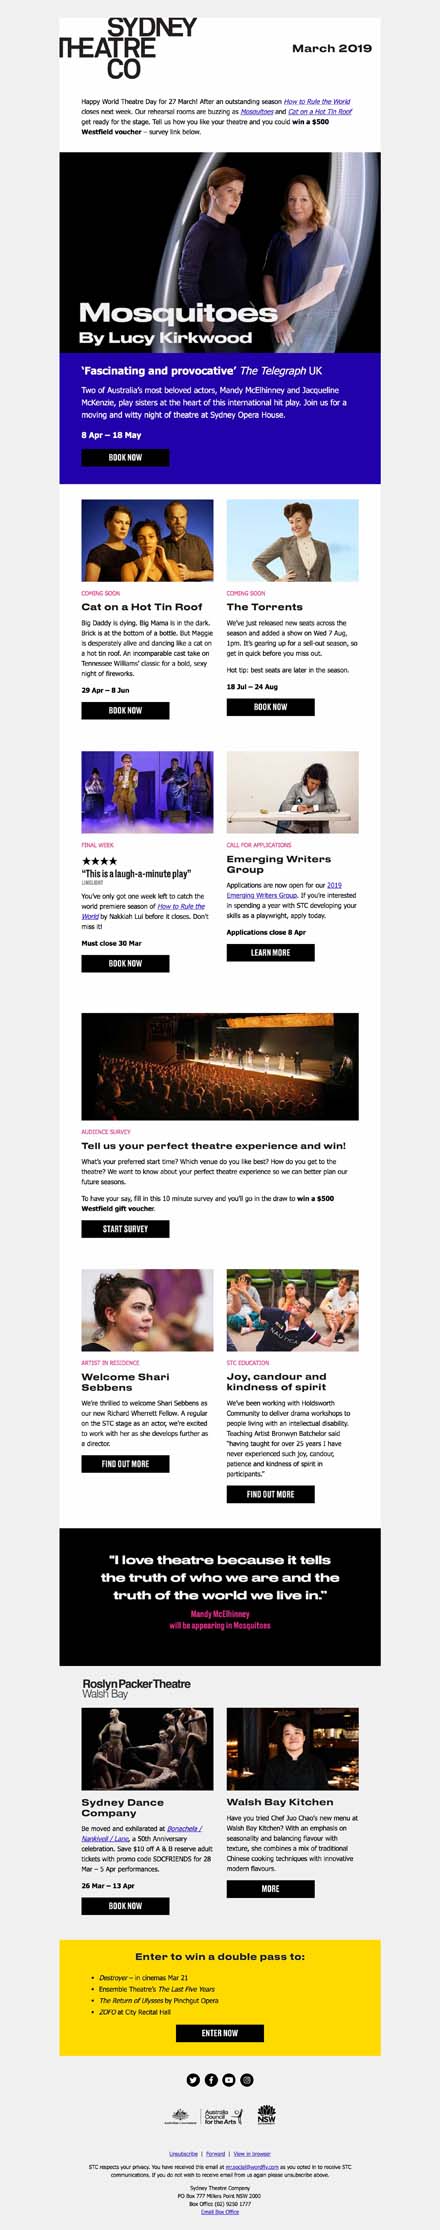 SYDNEY
THEATRE
CO
March 2019
Happy World Theatre Day for 27 March! After an outstanding season How to Rule the World
closes next week. Our rehearsal rooms are buzzing as Mosquitoes and Cat on a Hot Tin Roof
get ready for the stage. Tell us how you like your theatre and you could win a $500
Westfield voucher – survey link below.
Mosquitoes
By Lucy Kirkwood
‘Fascinating and provocative’ The Telegraph UK
Two of Australia’s most beloved actors, Mandy McElhinney and Jacqueline
McKenzie, play sisters at the heart of this international hit play. Join us for a
moving and witty night of theatre at Sydney Opera House.
8 Apr – 18 May
BOOK NOW
COMING SOON
Cat on a Hot Tin Roof
Big Daddy is dying. Big Mama is in the dark.
Brick is at the bottom of a bottle. But Maggie
is desperately alive and dancing like a cat on
a hot tin roof. An incomparable cast take on
Tennessee Williams’ classic for a bold, sexy
night of fireworks.
29 Apr – 8 Jun
BOOK NOW
COMING SOON
The Torrents
We’ve just released new seats across the
season and added a show on Wed 7 Aug,
1pm. It’s gearing up for a sell-out season, so
get in quick before you miss out.
Hot tip: best seats are later in the season.
18 Jul – 24 Aug
BOOK NOW
FINAL WEEK
★★★★
“This is a laugh-a-minute play”
LIMELIGHT
You’ve only got one week left to catch the
world premiere season of How to Rule the
World by Nakkiah Lui before it closes. Don’t
miss it!
Must close 30 Mar
BOOK NOW
CALL FOR APPLICATIONS
Emerging Writers
Group
Applications are now open for our 2019
Emerging Writers Group. If you’re interested
in spending a year with STC developing your
skills as a playwright, apply today.
Applications close 8 Apr
LEARN MORE
AUDIENCE SURVEY
Tell us your perfect theatre experience and win!
What’s your preferred start time? Which venue do you like best? How do you get to the
theatre? We want to know about your perfect theatre experience so we can better plan our
future seasons.
To have your say, fill in this 10 minute survey and you’ll go in the draw to win a $500
Westfield gift voucher.
START SURVEY
ARTIST IN RESIDENCE
Welcome Shari
Sebbens
We’re thrilled to welcome Shari Sebbens as
our new Richard Wherrett Fellow. A regular
on the STC stage as an actor, we’re excited
to work with her as she develops further as
a director.
FIND OUT MORE
NAUTICA
STC EDUCATION
Joy, candour and
kindness of spirit
We’ve been working with Holdsworth
Community to deliver drama workshops to
people living with an intellectual disability.
Teaching Artist Bronwyn Batchelor said
“having taught for over 25 years I have
never experienced such joy, candour,
patience and kindness of spirit in
participants.”
FIND OUT MORE
"I love theatre because it tells
the truth of who we are and the
truth of the world we live in.”
Mandy McElhinney
will be appearing in Mosquitoes
Roslyn Packer Theatre
Walsh Bay
Sydney Dance
Company
Be moved and exhilarated at Bonachela /
Nankivell / Lane, a 50th Anniversary
celebration. Save $10 off A & B reserve adult
tickets with promo code SDCFRIENDS for 28
Mar – 5 Apr performances.
26 Mar – 13 Apr
BOOK NOW
Walsh Bay Kitchen
Have you tried Chef Juo Chao’s new menu at
Walsh Bay Kitchen? With an emphasis on
seasonality and balancing flavour with
texture, she combines a mix of traditional
Chinese cooking techniques with innovative
modern flavours.
MORE
Enter to win a double pass to:
• Destroyer – in cinemas Mar 21
• Ensemble Theatre’s The Last Five Years
• The Return of Ulysses by Pinchgut Opera
• ZOFO at City Recital Hall
ENTER NOW
Australia
Council
for the Arts
NSW
Unsubscribe | Forward | View in browser
STC respects your privacy. You have received this email at mr.social@wordfly.com as you opted in to receive STC
communications. If you do not wish to receive email from us again please unsubscribe above.
Sydney Theatre Company
PO Box 777 Millers Point NSW 2000
Box Office (02) 9250 1777
Email Box Office